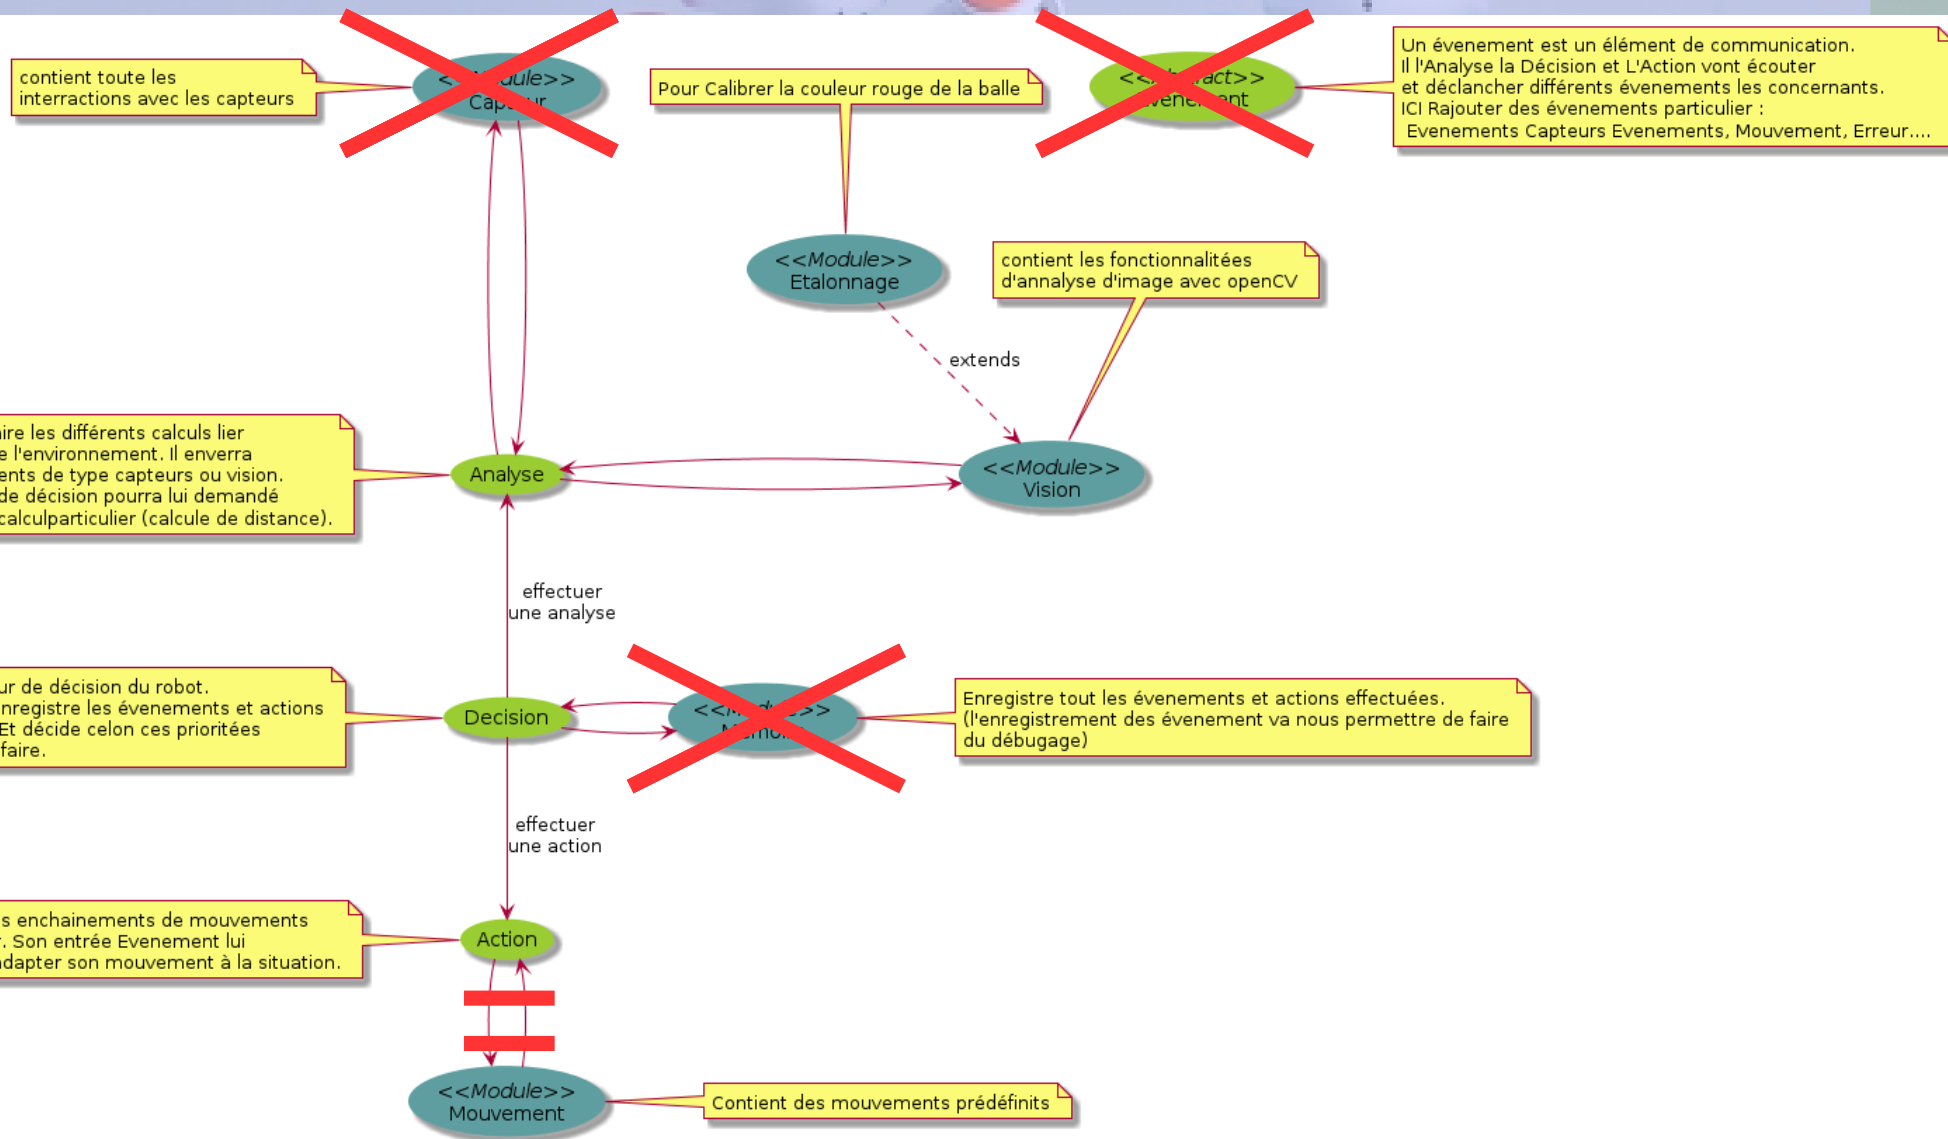 contient toute les
interractions avec les capteurs
Pour Calibrer la couleur rouge de la balle
Un évenement est un élément de communication.
Il l'Analyse la Décision et L'Action vont écouter
et déclancher différents évenements les concernants.
ICI Rajouter des évenements particulier :
Evenements Capteurs Evenements, Mouvement, Erreur....
<<Module>>
Etalonnage
contient les fonctionnalitées
d'annalyse d'image avec openCV
extends
ire les différents calculs lier
e l'environnement. Il enverra
ents de type capteurs ou vision.
de décision pourra lui demandé
calculparticulier (calcule de distance).
Analyse
<<Module>>
Vision
effectuer
une analyse
ur de décision du robot.
nregistre les évenements et actions
Et décide celon ces prioritées
faire.
Decision
Enregistre tout les évenements et actions effectuées.
(l'enregistrement des évenement va nous permettre de faire
du débugage)
effectuer
une action
s enchainements de mouvements
r. Son entrée Evenement lui
adapter son mouvement à la situation.
Action
<<Module>>
Mouvement
Contient des mouvements prédéfinits